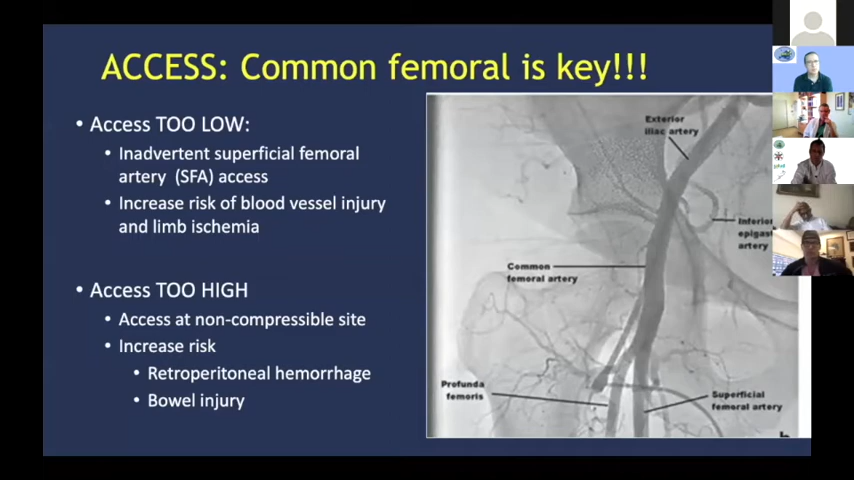 ACCESS: Common femoral is key!!!
• Access TOO LOW:
• Inadvertent superficial femoral
artery (SFA) access
• Increase risk of blood vessel injury
and limb ischemia
• Access TOO HIGH
• Access at non-compressible site
• Increase risk
• Retroperitoneal hemorrhage
• Bowel injury
Exterior
iliac artery
Inferior
epigast
artery
Common
femoral artery
Profunda
femoris
Superficial
femoral artery